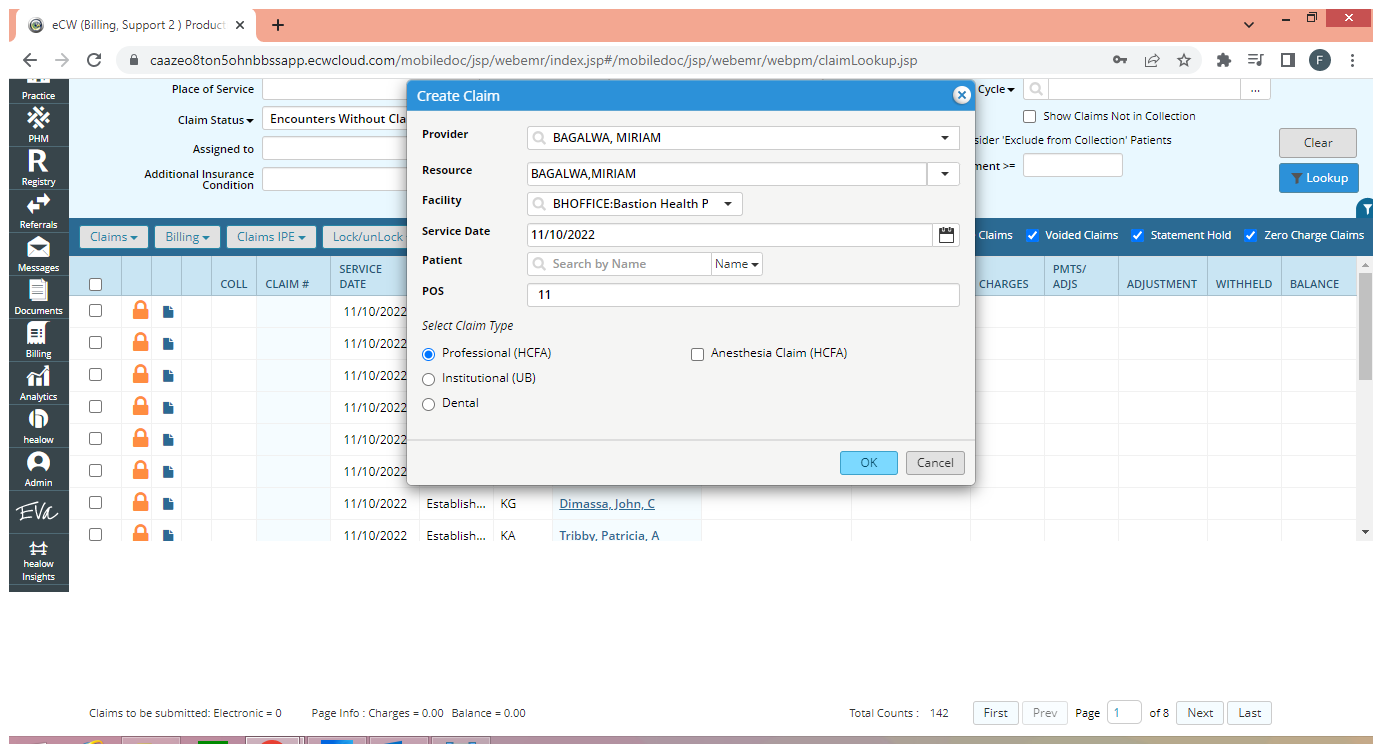 eCW (Billing, Support 2 ) Product
caazeo8ton5ohnbbssapp.ecwcloud.com/mobiledoc/jsp/webemr/index.jsp#/mobiledoc/jsp/webemr/webpm/claimLookup.jsp
F
Practice
PHM
Registry
Referrals
Messages
Documents
Billing
Analytics
healow
Admin
EVA
healow
Insights
Place of Service
Claim Status
Encounters Without Cla
Assigned to
Additional Insurance
Condition
Cycle
...
Show Claims Not in Collection
sider 'Exclude from Collection' Patients
ment >=
Clear
Lookup
Claims Billing Claims IPE Lock/unLock
Claims Voided Claims Statement Hold Zero Charge Claims
Create Claim
Provider BAGALWA, MIRIAM
Resource BAGALWA,MIRIAM
Facility BHOFFICE:Bastion Health P
Service Date 11/10/2022
Patient Search by Name Name
POS 11
Select Claim Type
Professional (HCFA) Anesthesia Claim (HCFA)
Institutional (UB)
Dental
OK Cancel
COLL CLAIM # SERVICE DATE CHARGES PMTS/ ADJS ADJUSTMENT WITHHELD BALANCE
11/10/2022
11/10/2022
11/10/2022
11/10/2022
11/10/2022
11/10/2022
11/10/2022 Establish... KG Dimassa, John, C
11/10/2022 Establish... KA Tribby, Patricia, A
Claims to be submitted: Electronic = 0 Page Info : Charges = 0.00 Balance = 0.00 Total Counts : 142 First Prev Page 1 of 8 Next Last